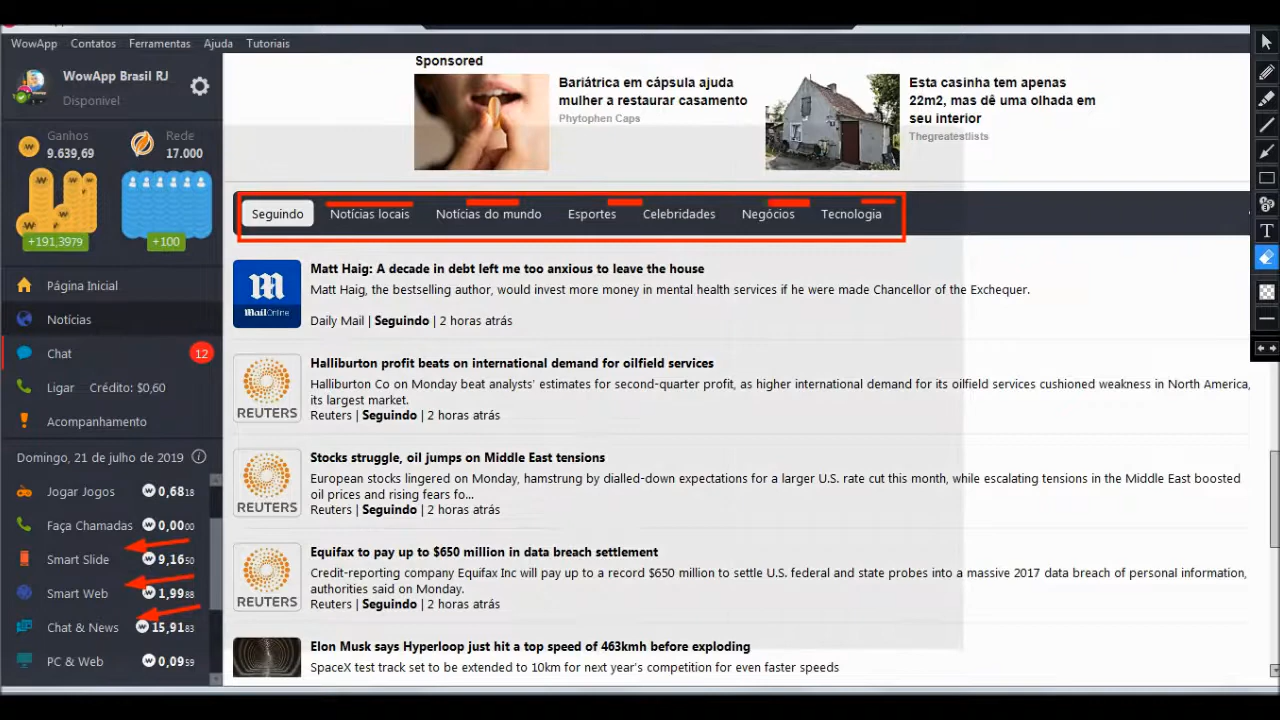 WowApp Contatos Ferramentas Ajuda Tutoriais
WowApp Brasil RJ
Disponível
Ganhos
9.639,69
Rede
17.000
+191,3979
+100
Página Inicial
Notícias
Chat 12
Ligar Crédito: $0,60
Acompanhamento
Domingo, 21 de julho de 2019
Jogar Jogos 0,6818
Faça Chamadas 0,0000
Smart Slide 9,1650
Smart Web 1,9988
Chat & News 15,9183
PC & Web 0,0959
Sponsored
Bariátrica em cápsula ajuda
mulher a restaurar casamento
Phytophen Caps
Esta casinha tem apenas
22m2, mas dê uma olhada em
seu interior
Thegreatestlists
Seguindo Notícias locais Notícias do mundo Esportes Celebridades Negócios Tecnologia
Mail Online
Matt Haig: A decade in debt left me too anxious to leave the house
Matt Haig, the bestselling author, would invest more money in mental health services if he were made Chancellor of the Exchequer.
Daily Mail | Seguindo | 2 horas atrás
REUTERS
Halliburton profit beats on international demand for oilfield services
Halliburton Co on Monday beat analysts' estimates for second-quarter profit, as higher international demand for its oilfield services cushioned weakness in North America,
its largest market.
Reuters | Seguindo | 2 horas atrás
REUTERS
Stocks struggle, oil jumps on Middle East tensions
European stocks lingered on Monday, hamstrung by dialled-down expectations for a larger U.S. rate cut this month, while escalating tensions in the Middle East boosted
oil prices and rising fears fo...
Reuters | Seguindo | 2 horas atrás
REUTERS
Equifax to pay up to $650 million in data breach settlement
Credit-reporting company Equifax Inc will pay up to a record $650 million to settle U.S. federal and state probes into a massive 2017 data breach of personal information,
authorities said on Monday.
Reuters | Seguindo | 2 horas atrás
Elon Musk says Hyperloop just hit a top speed of 463kmh before exploding
SpaceX test track set to be extended to 10km for next year's competition for even faster speeds
T